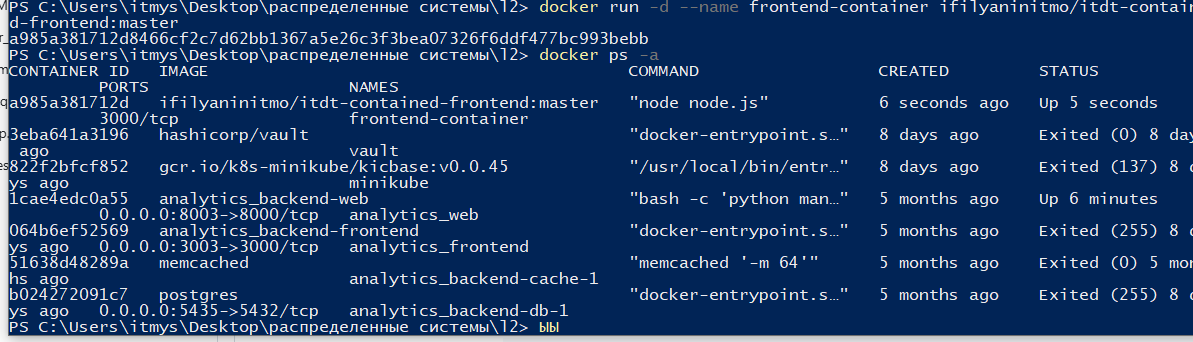 PS C:\Users\itmys\Desktop\распределенные системы\l2> docker run -d --name frontend-container ifilyaninitmo/itdt-contain
d-frontend:master
a985a381712d8466cf2c7d62bb1367a5e26c3f3bea07326f6ddf477bc993bebb
PS C:\Users\itmys\Desktop\распределенные системы\l2> docker ps -a
CONTAINER ID   IMAGE                                          COMMAND                  CREATED         STATUS
         PORTS                    NAMES
a985a381712d   ifilyaninitmo/itdt-contained-frontend:master   "node node.js"           6 seconds ago   Up 5 seconds
         3000/tcp                 frontend-container
3eba641a3196   hashicorp/vault                                "docker-entrypoint.s…"   8 days ago      Exited (0) 8 day
 ago                              vault
822f2bfcf852   gcr.io/k8s-minikube/kicbase:v0.0.45            "/usr/local/bin/entr…"   8 days ago      Exited (137) 8 d
ys ago                            minikube
1cae4edc0a55   analytics_backend-web                          "bash -c 'python man…"   5 months ago    Up 6 minutes
         0.0.0.0:8003->8000/tcp   analytics_web
064b6ef52569   analytics_backend-frontend                     "docker-entrypoint.s…"   5 months ago    Exited (255) 8 d
ys ago   0.0.0.0:3003->3000/tcp   analytics_frontend
51638d48289a   memcached                                      "memcached '-m 64'"      5 months ago    Exited (0) 5 mon
hs ago                            analytics_backend-cache-1
b024272091c7   postgres                                       "docker-entrypoint.s…"   5 months ago    Exited (255) 8 d
ys ago   0.0.0.0:5435->5432/tcp   analytics_backend-db-1
PS C:\Users\itmys\Desktop\распределенные системы\l2> ыы